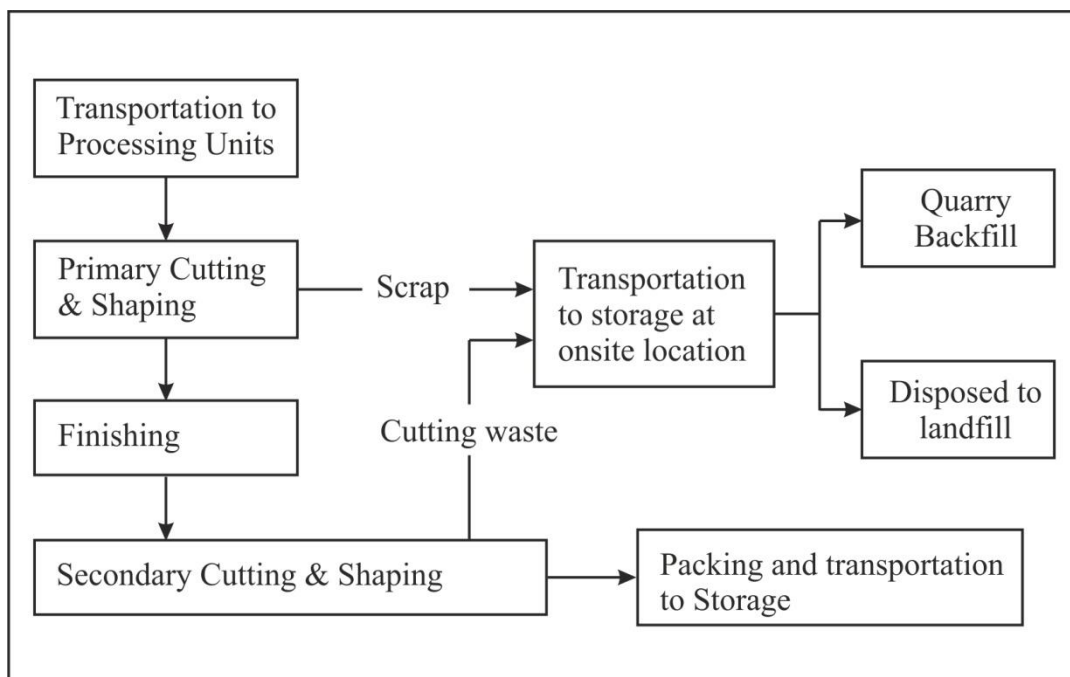 Transportation to
Processing Units
Primary Cutting
& Shaping
Scrap
Transportation
to storage at
onsite location
Quarry
Backfill
Disposed to
landfill
Finishing
Cutting waste
Secondary Cutting & Shaping
Packing and transportation
to Storage